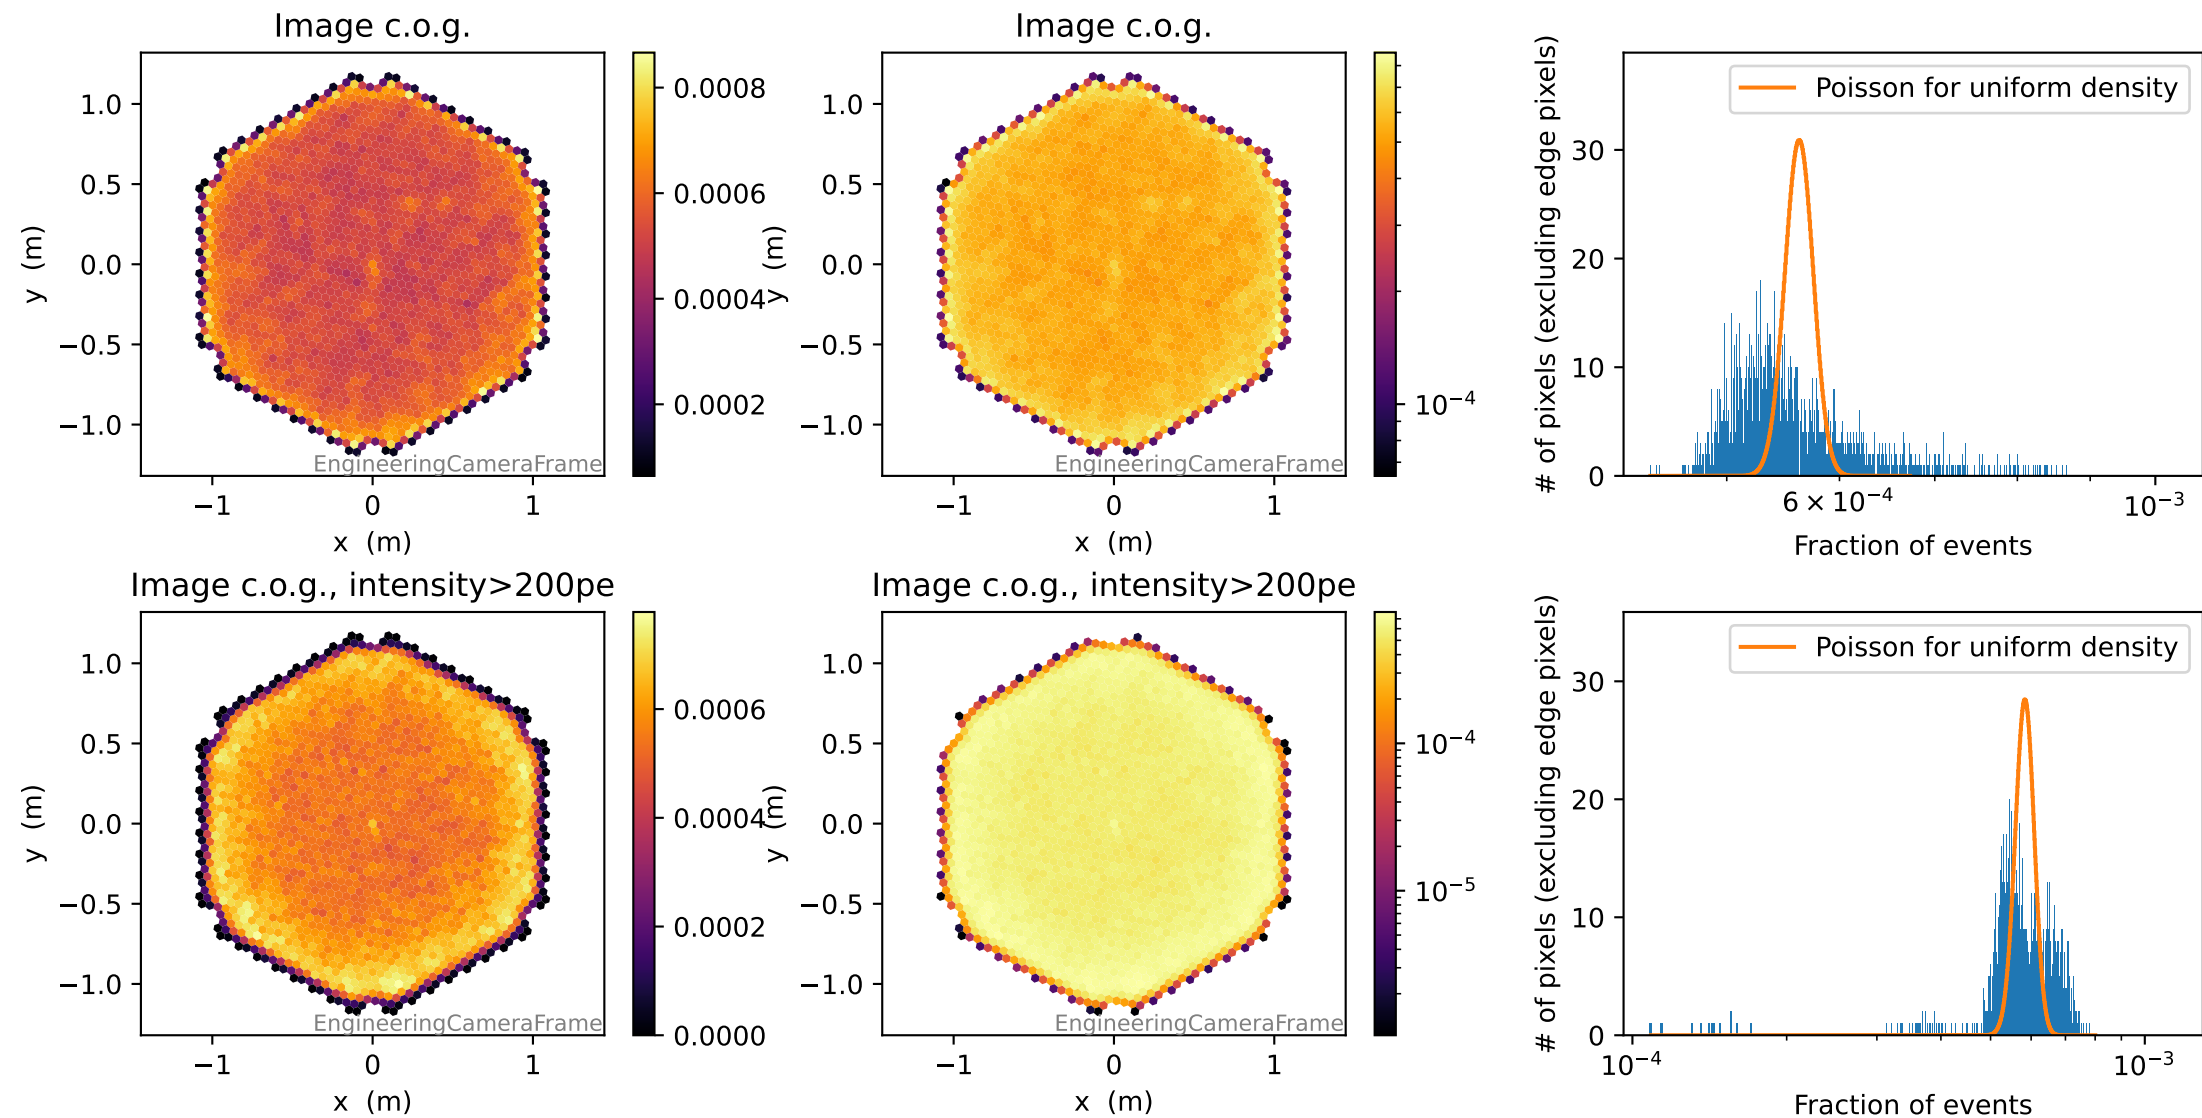 Image c.o.g.
1.0
0.5
0.0
−0.5
−1.0
y (m)
−1 0 1
x (m)
EngineeringCameraFrame
0.0008
0.0006
0.0004
0.0002
Image c.o.g.
1.0
0.5
0.0
−0.5
−1.0
y (m)
−1 0 1
x (m)
EngineeringCameraFrame
10⁻⁴
# of pixels (excluding edge pixels)
30
20
10
0
Poisson for uniform density
6 × 10⁻⁴ 10⁻³
Fraction of events
Image c.o.g., intensity>200pe
1.0
0.5
0.0
−0.5
−1.0
y (m)
−1 0 1
x (m)
EngineeringCameraFrame
0.0006
0.0004
0.0002
0.0000
Image c.o.g., intensity>200pe
1.0
0.5
0.0
−0.5
−1.0
y (m)
−1 0 1
x (m)
EngineeringCameraFrame
10⁻⁴
10⁻⁵
# of pixels (excluding edge pixels)
30
20
10
0
Poisson for uniform density
10⁻⁴ 10⁻³
Fraction of events